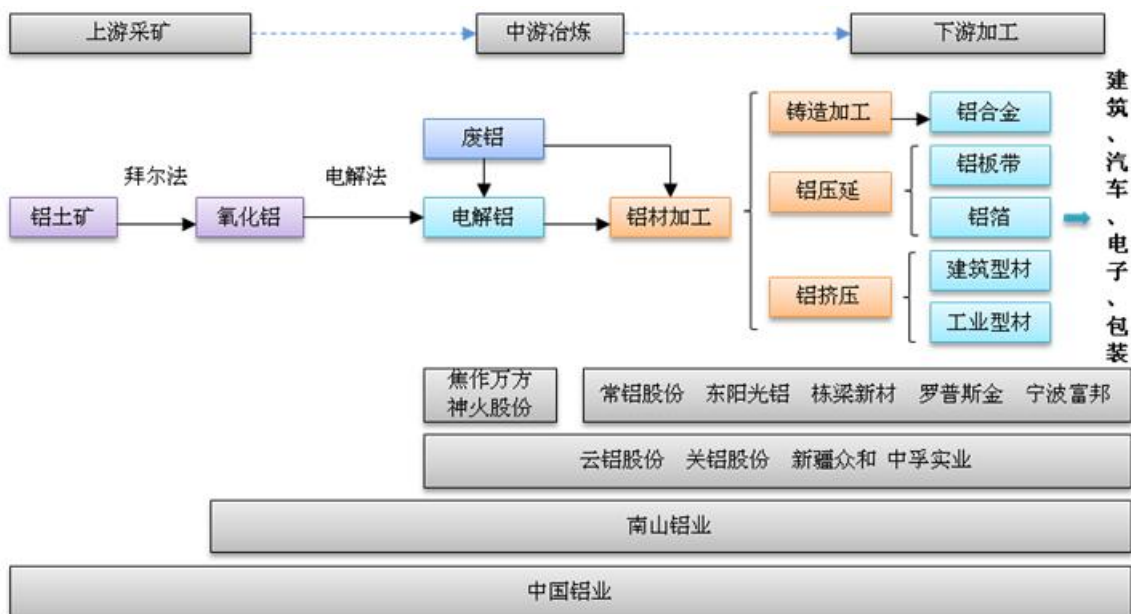 上游采矿
中游冶炼
下游加工
建筑、汽车、电子、包装
铸造加工
铝合金
废铝
拜尔法
电解法
铝压延
铝板带
铝土矿
氧化铝
电解铝
铝材加工
铝箔
建筑型材
铝挤压
工业型材
焦作万方
神火股份
常铝股份 东阳光铝 栋梁新材 罗普斯金 宁波富邦
云铝股份 关铝股份 新疆众和 中孚实业
南山铝业
中国铝业